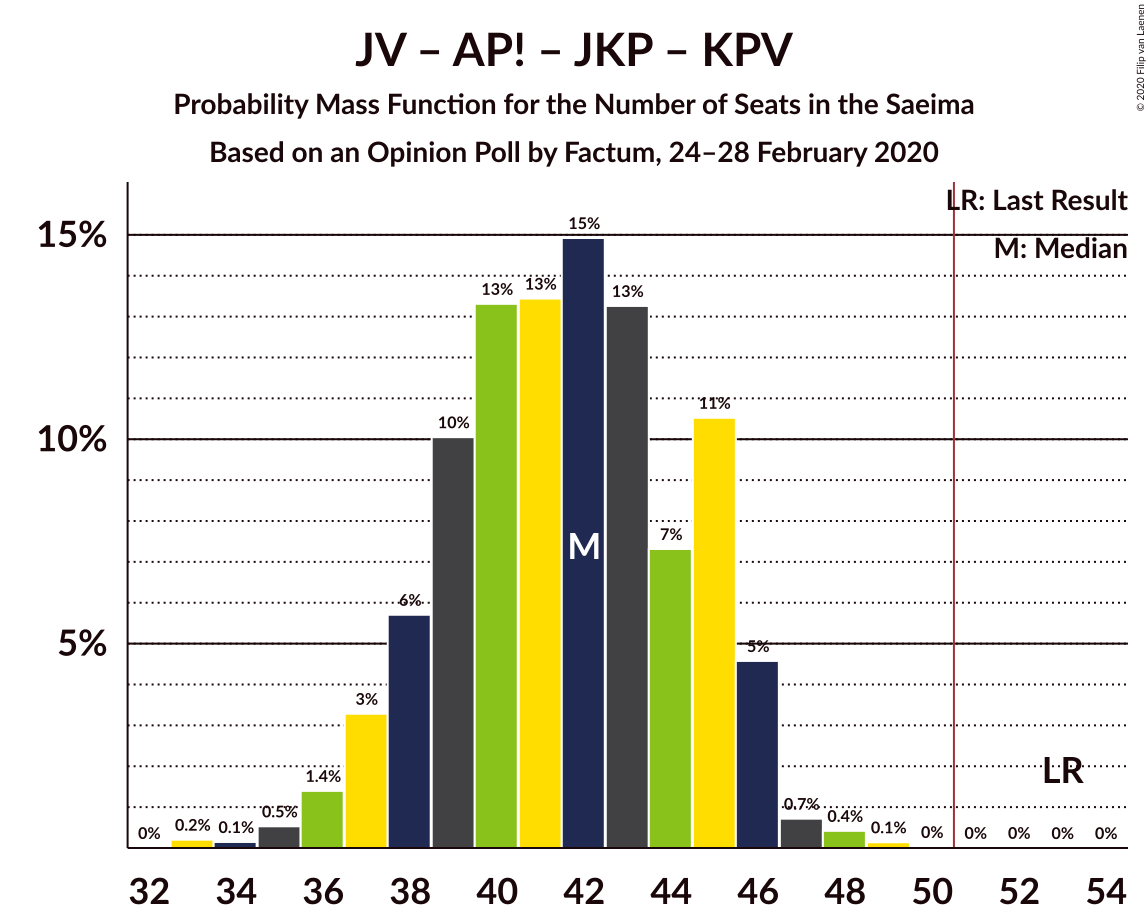 JV – AP! – JKP – KPV
Probability Mass Function for the Number of Seats in the Saeima
Based on an Opinion Poll by Factum, 24–28 February 2020
© 2020 Filip van Laenen
LR: Last Result
M: Median
15%
10%
5%
0%
0.2%
0.1%
0.5%
1.4%
3%
6%
10%
13%
13%
15%
13%
7%
11%
5%
0.7%
0.4%
0.1%
0%
0%
0%
0%
0%
M
LR
32 34 36 38 40 42 44 46 48 50 52 54